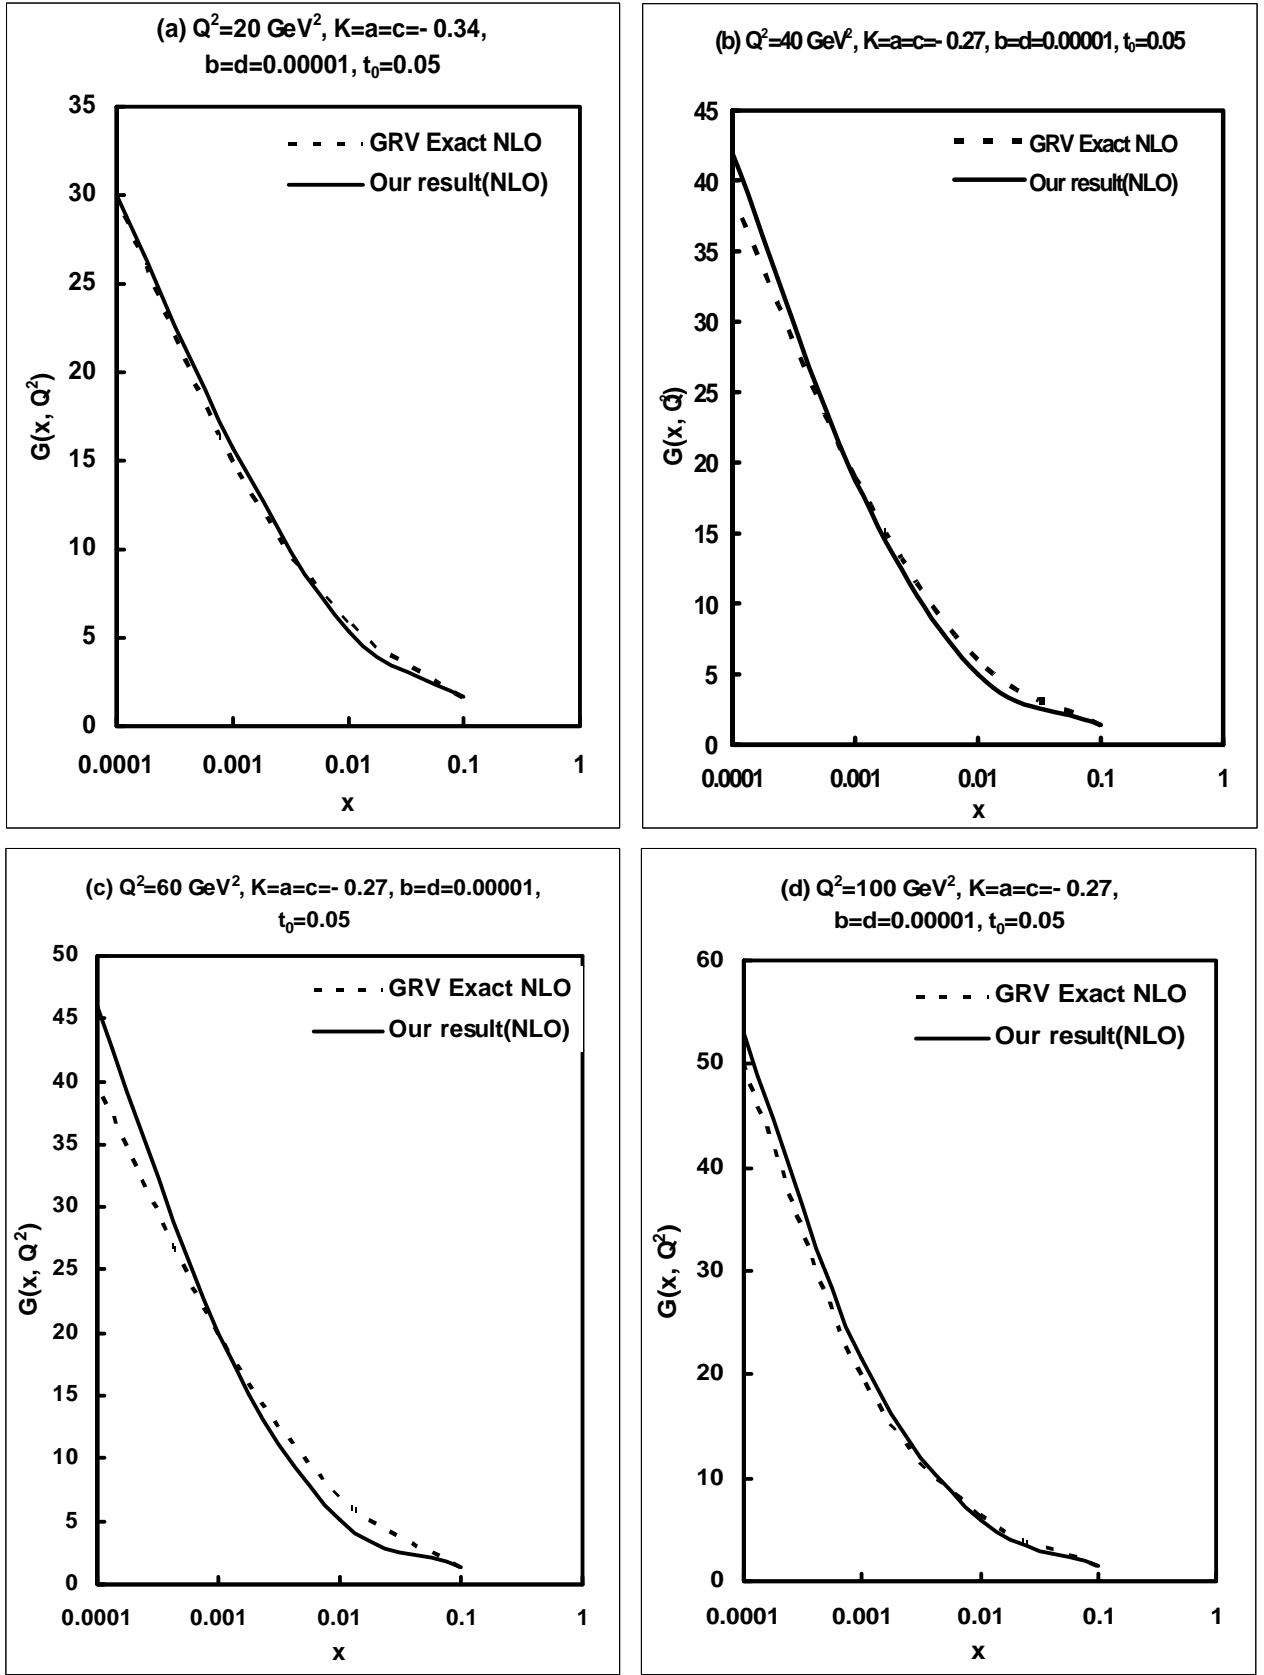 (a) Q²=20 GeV², K=a=c=- 0.34,
b=d=0.00001, t₀=0.05
35
30
25
20
15
10
5
0
G(x, Q²)
GRV Exact NLO
Our result(NLO)
0.0001 0.001 0.01 0.1 1
x
(b) Q²=40 GeV², K=a=c=- 0.27, b=d=0.00001, t₀=0.05
45
40
35
30
25
20
15
10
5
0
G(x, Q²)
GRV Exact NLO
Our result(NLO)
0.0001 0.001 0.01 0.1 1
x
(c) Q²=60 GeV², K=a=c=- 0.27, b=d=0.00001,
t₀=0.05
50
45
40
35
30
25
20
15
10
5
0
G(x, Q²)
GRV Exact NLO
Our result(NLO)
0.0001 0.001 0.01 0.1 1
x
(d) Q²=100 GeV², K=a=c=- 0.27,
b=d=0.00001, t₀=0.05
60
50
40
30
20
10
0
G(x, Q²)
GRV Exact NLO
Our result(NLO)
0.0001 0.001 0.01 0.1 1
x